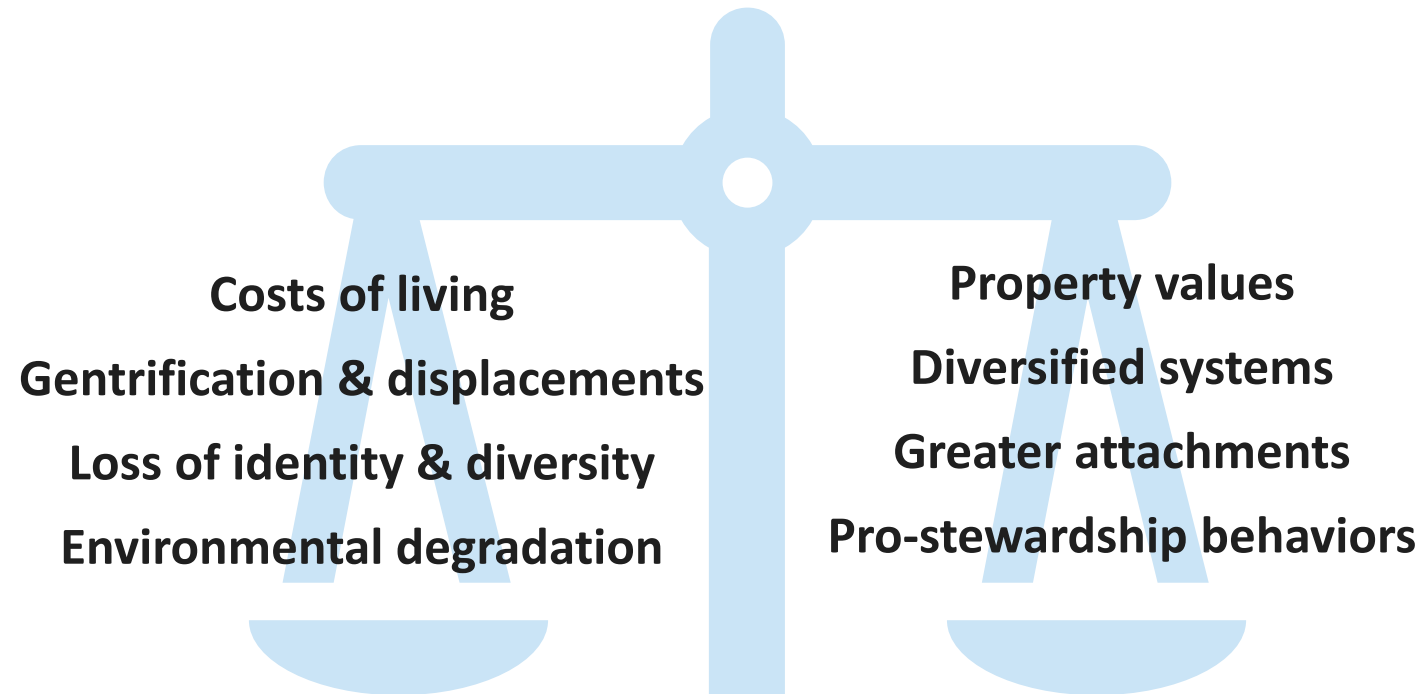 Costs of living
Gentrification & displacements
Loss of identity & diversity
Environmental degradation
Property values
Diversified systems
Greater attachments
Pro-stewardship behaviors